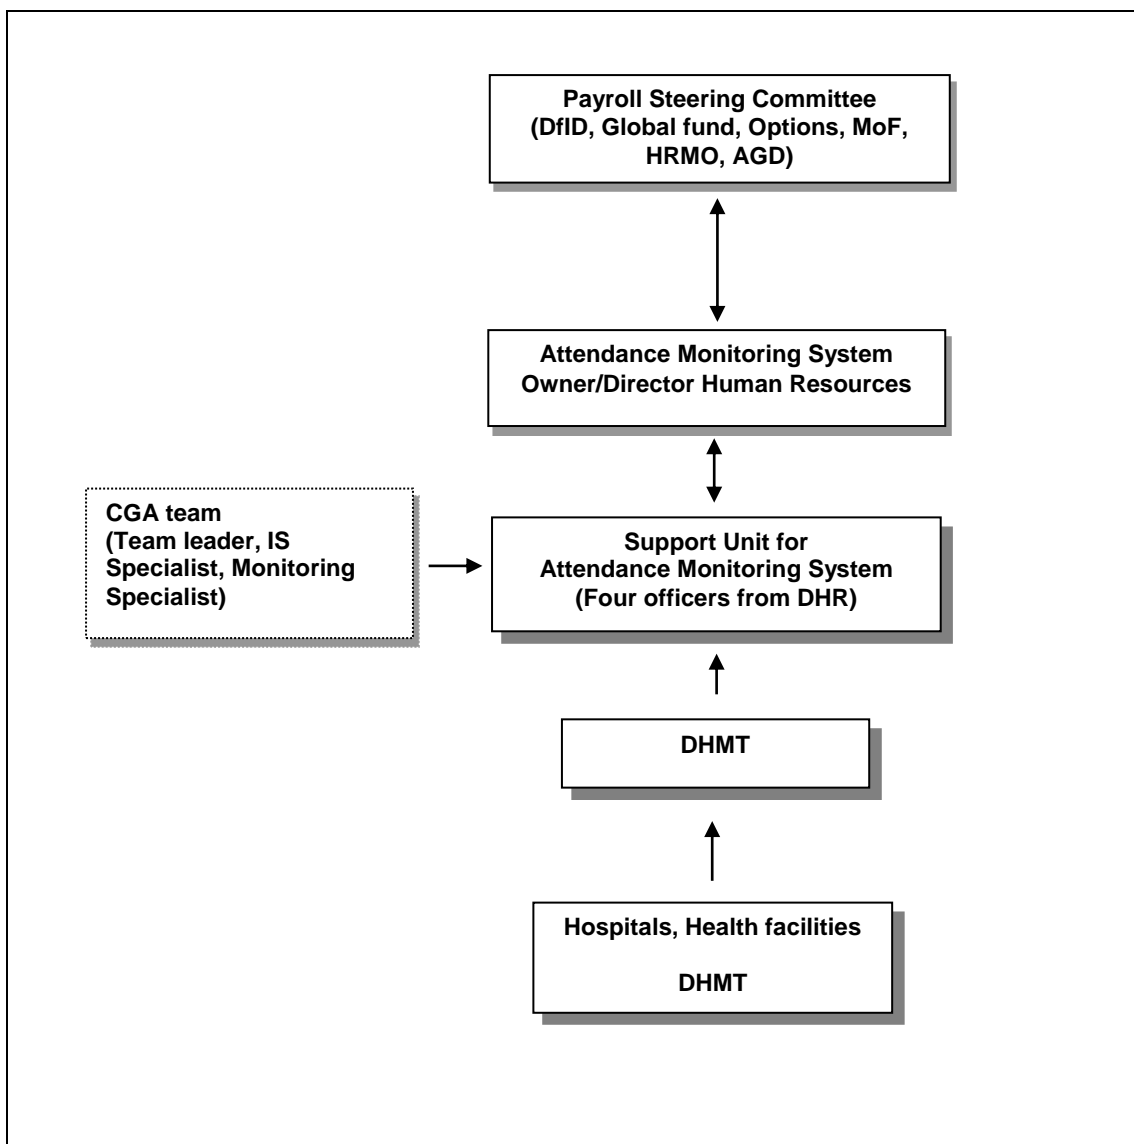 Payroll Steering Committee
(DfID, Global fund, Options, MoF,
HRMO, AGD)
Attendance Monitoring System
Owner/Director Human Resources
CGA team
(Team leader, IS
Specialist, Monitoring
Specialist)
Support Unit for
Attendance Monitoring System
(Four officers from DHR)
DHMT
Hospitals, Health facilities
DHMT